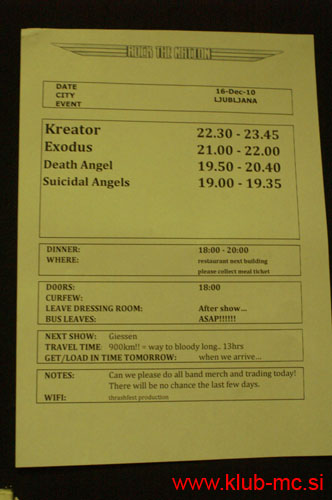 ROCK THE KREATOR
DATE 16-Dec-10
CITY LJUBLJANA
EVENT
Kreator 22.30 - 23.45
Exodus 21.00 - 22.00
Death Angel 19.50 - 20.40
Suicidal Angels 19.00 - 19.35
DINNER: 18:00 - 20:00
WHERE: restaurant next building
please collect meal ticket
D00RS: 18:00
CURFEW:
LEAVE DRESSING ROOM: After show...
BUS LEAVES: ASAP!!!!!!
NEXT SHOW: Giessen
TRAVEL TIME: 900km!! = way to bloody long.. 13hrs
GET/LOAD IN TIME TOMORROW: when we arrive...
NOTES: Can we please do all band merch and trading today!
There will be no chance the last few days.
WIFI: thrashfest production
www.klub-mc.si